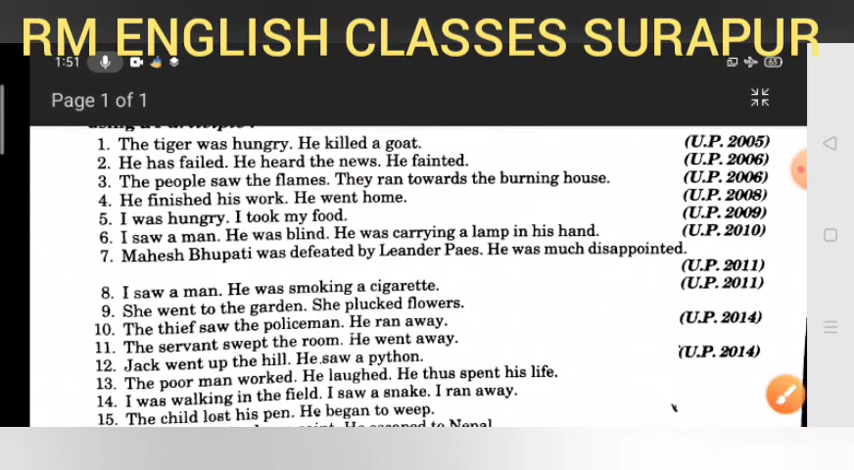 RM ENGLISH CLASSES SURAPUR
1:51
63
Page 1 of 1
using a Participle :
1. The tiger was hungry. He killed a goat. (U.P. 2005)
2. He has failed. He heard the news. He fainted. (U.P. 2006)
3. The people saw the flames. They ran towards the burning house. (U.P. 2006)
4. He finished his work. He went home. (U.P. 2008)
5. I was hungry. I took my food. (U.P. 2009)
6. I saw a man. He was blind. He was carrying a lamp in his hand. (U.P. 2010)
7. Mahesh Bhupati was defeated by Leander Paes. He was much disappointed.
(U.P. 2011)
8. I saw a man. He was smoking a cigarette. (U.P. 2011)
9. She went to the garden. She plucked flowers.
10. The thief saw the policeman. He ran away. (U.P. 2014)
11. The servant swept the room. He went away.
12. Jack went up the hill. He saw a python. (U.P. 2014)
13. The poor man worked. He laughed. He thus spent his life.
14. I was walking in the field. I saw a snake. I ran away.
15. The child lost his pen. He began to weep.
He escaped to Nepal